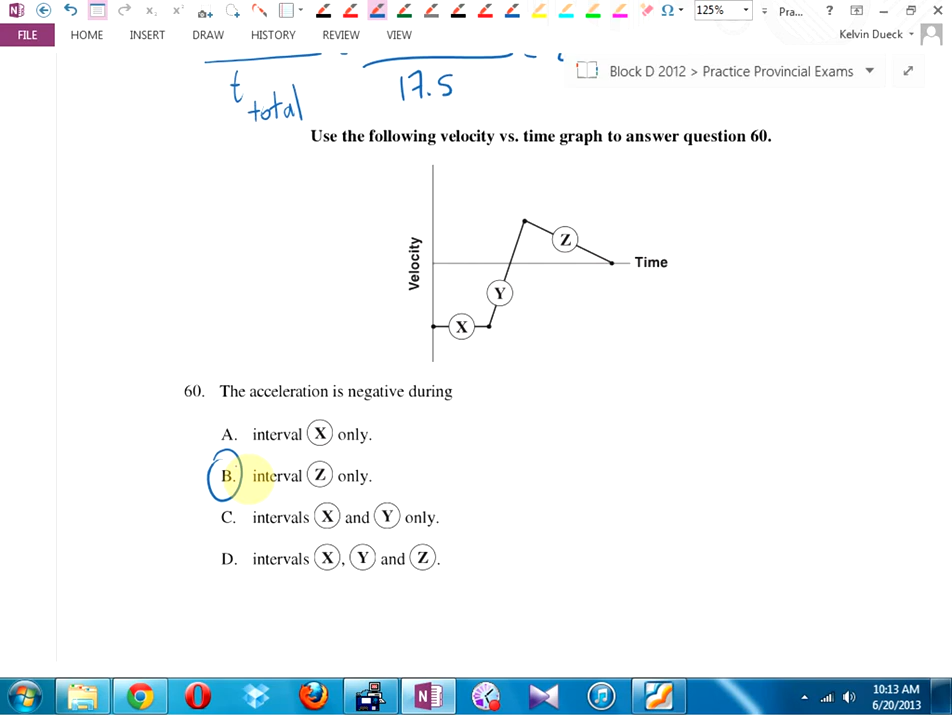 125%
Pra...
?
FILE HOME INSERT DRAW HISTORY REVIEW VIEW
Kelvin Dueck
t total
17.5
Block D 2012 > Practice Provincial Exams
Use the following velocity vs. time graph to answer question 60.
Velocity
Z
Time
Y
X
60. The acceleration is negative during
A. interval X only.
B. interval Z only.
C. intervals X and Y only.
D. intervals X, Y and Z.
10:13 AM
6/20/2013